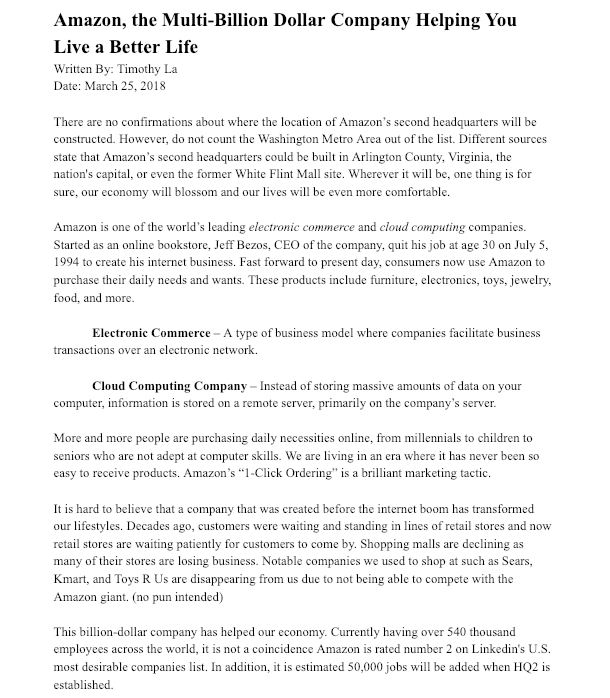 Amazon, the Multi-Billion Dollar Company Helping You
Live a Better Life
Written By: Timothy La
Date: March 25, 2018
There are no confirmations about where the location of Amazon's second headquarters will be
constructed. However, do not count the Washington Metro Area out of the list. Different sources
state that Amazon's second headquarters could be built in Arlington County, Virginia, the
nation's capital, or even the former White Flint Mall site. Wherever it will be, one thing is for
sure, our economy will blossom and our lives will be even more comfortable.
Amazon is one of the world's leading electronic commerce and cloud computing companies.
Started as an online bookstore, Jeff Bezos, CEO of the company, quit his job at age 30 on July 5,
1994 to create his internet business. Fast forward to present day, consumers now use Amazon to
purchase their daily needs and wants. These products include furniture, electronics, toys, jewelry,
food, and more.
Electronic Commerce – A type of business model where companies facilitate business
transactions over an electronic network.
Cloud Computing Company – Instead of storing massive amounts of data on your
computer, information is stored on a remote server, primarily on the company's server.
More and more people are purchasing daily necessities online, from millennials to children to
seniors who are not adept at computer skills. We are living in an era where it has never been so
easy to receive products. Amazon's “1-Click Ordering” is a brilliant marketing tactic.
It is hard to believe that a company that was created before the internet boom has transformed
our lifestyles. Decades ago, customers were waiting and standing in lines of retail stores and now
retail stores are waiting patiently for customers to come by. Shopping malls are declining as
many of their stores are losing business. Notable companies we used to shop at such as Sears,
Kmart, and Toys R Us are disappearing from us due to not being able to compete with the
Amazon giant. (no pun intended)
This billion-dollar company has helped our economy. Currently having over 540 thousand
employees across the world, it is not a coincidence Amazon is rated number 2 on Linkedin's U.S.
most desirable companies list. In addition, it is estimated 50,000 jobs will be added when HQ2 is
established.